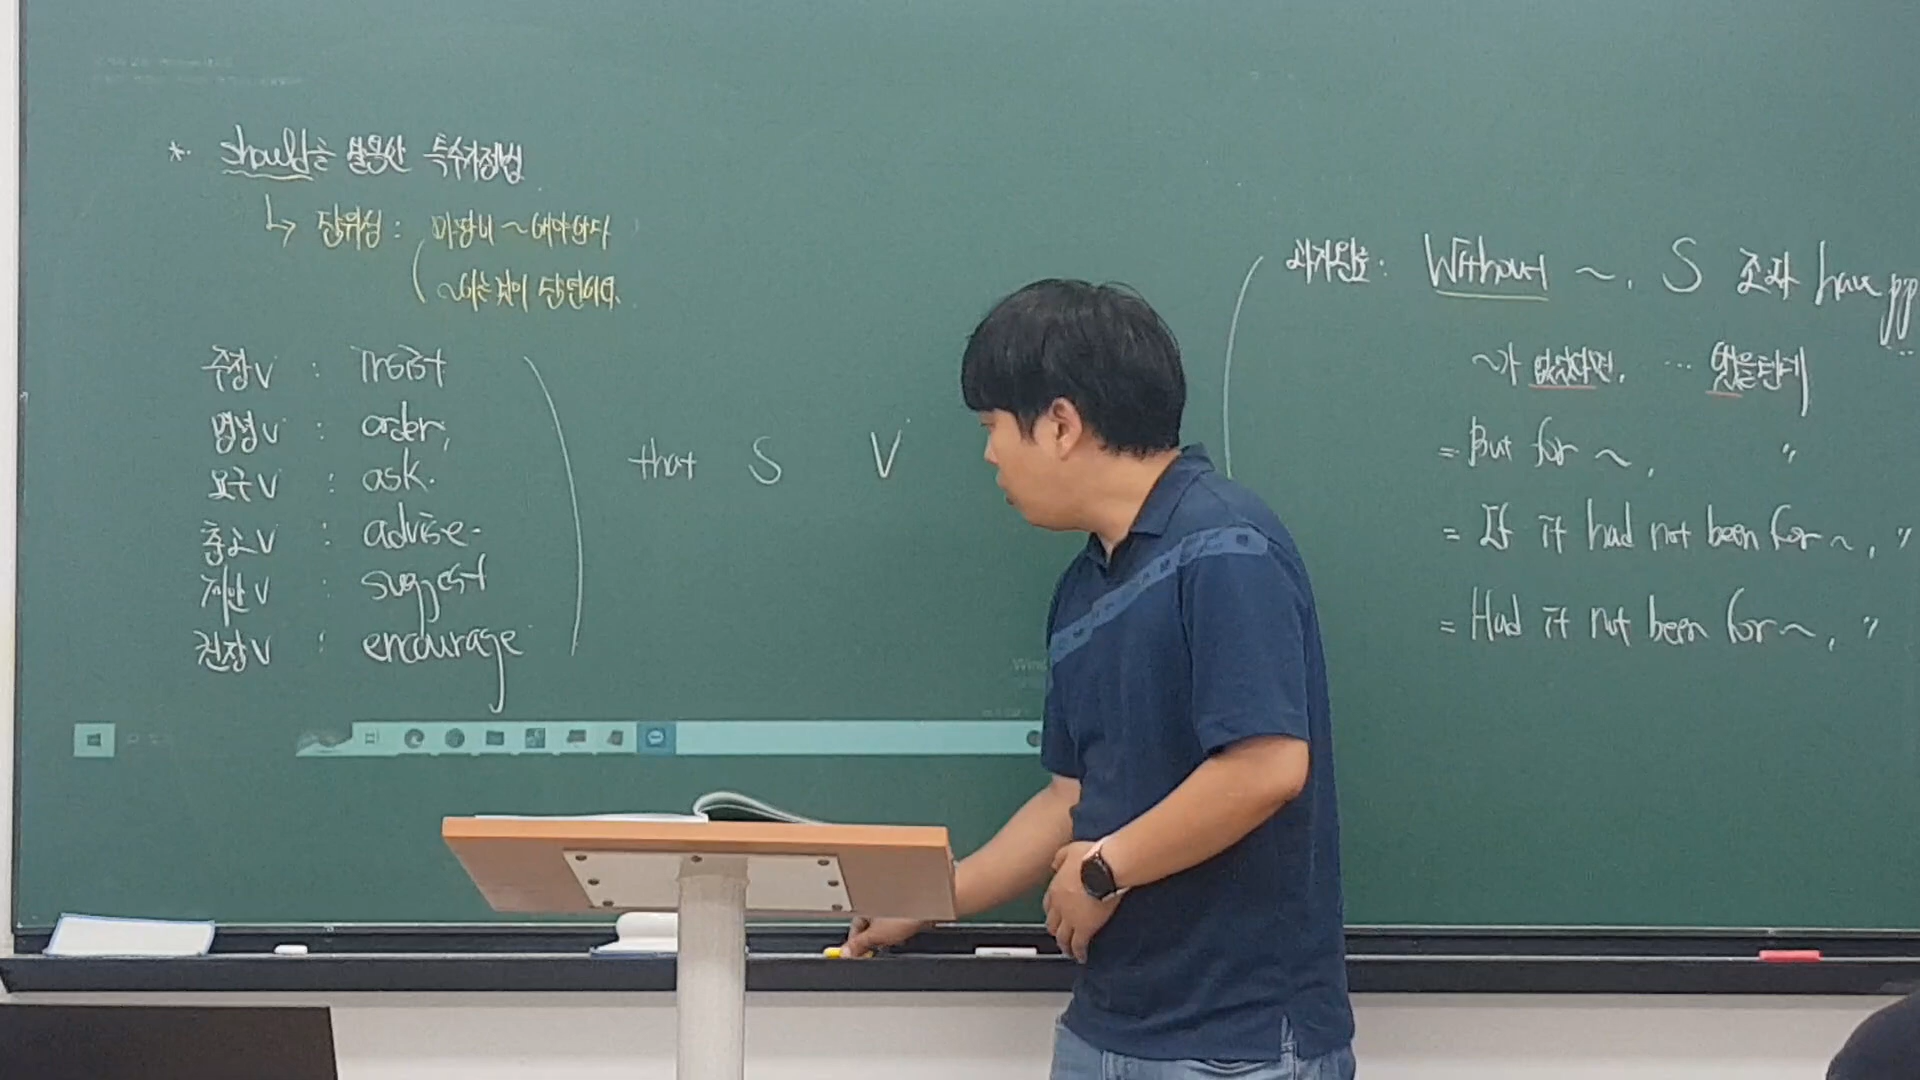 * should를 활용한 특수가정법
↳ 당위성 : 마땅히 ~해야한다
~하는것이 당연하다.
주장V : insist
명령V : order,
요구V : ask.
충고V : advise.
제안V : suggest
권장V : encourage
that S V
과거완료 : Without ~, S 조과 have pp
~가 없었다면, … 했을텐데
= But for ~, "
= If it had not been for ~, "
= Had it not been for ~, "